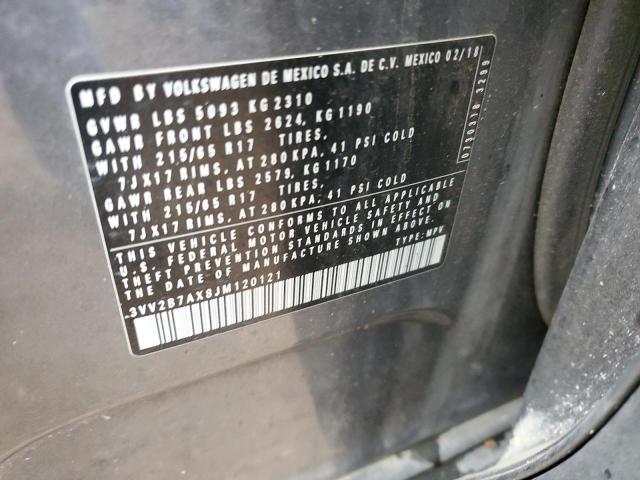 MFD BY VOLKSWAGEN DE MEXICO S.A. DE C.V. MEXICO 02/18
GVWR LBS 5093 KG 2310
GAWR FRONT LBS 2624, KG 1190
WITH 215/65 R17 TIRES,
7JX17 RIMS, AT 280 KPA, 41 PSI COLD
GAWR REAR LBS 2579, KG 1170
WITH 215/65 R17 TIRES,
7JX17 RIMS, AT 280 KPA, 41 PSI COLD
THIS VEHICLE CONFORMS TO ALL APPLICABLE
U.S. FEDERAL MOTOR VEHICLE SAFETY AND
THEFT PREVENTION STANDARDS IN EFFECT ON
THE DATE OF MANUFACTURE SHOWN ABOVE.
TYPE: MPV
3VV2B7AX8JM120121
0730318 3299